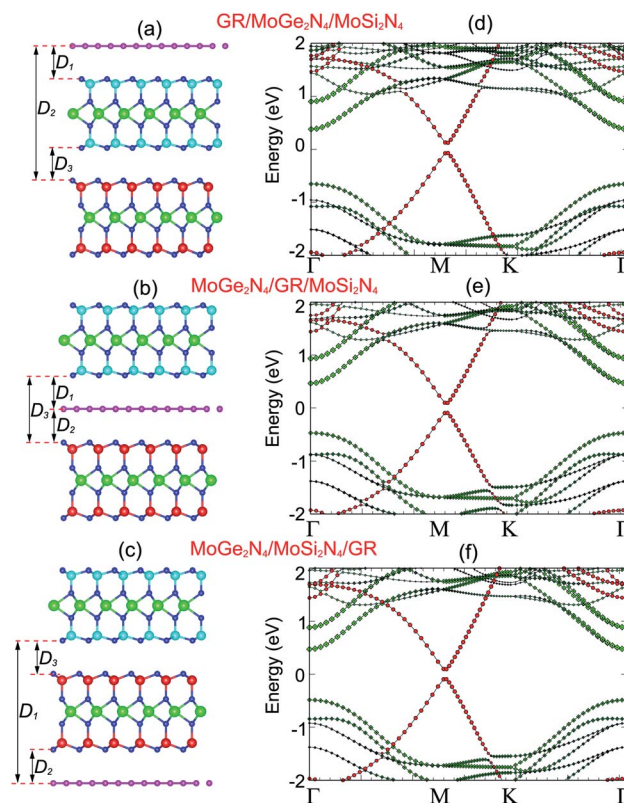 GR/MoGe₂N₄/MoSi₂N₄
(a)
(d)
D₁
D₂
D₃
Energy (eV)
2
1
0
-1
-2
Γ M K Γ
MoGe₂N₄/GR/MoSi₂N₄
(b)
(e)
D₁
D₃
D₂
Energy (eV)
2
1
0
-1
-2
Γ M K Γ
MoGe₂N₄/MoSi₂N₄/GR
(c)
(f)
D₃
D₁
D₂
Energy (eV)
2
1
0
-1
-2
Γ M K Γ